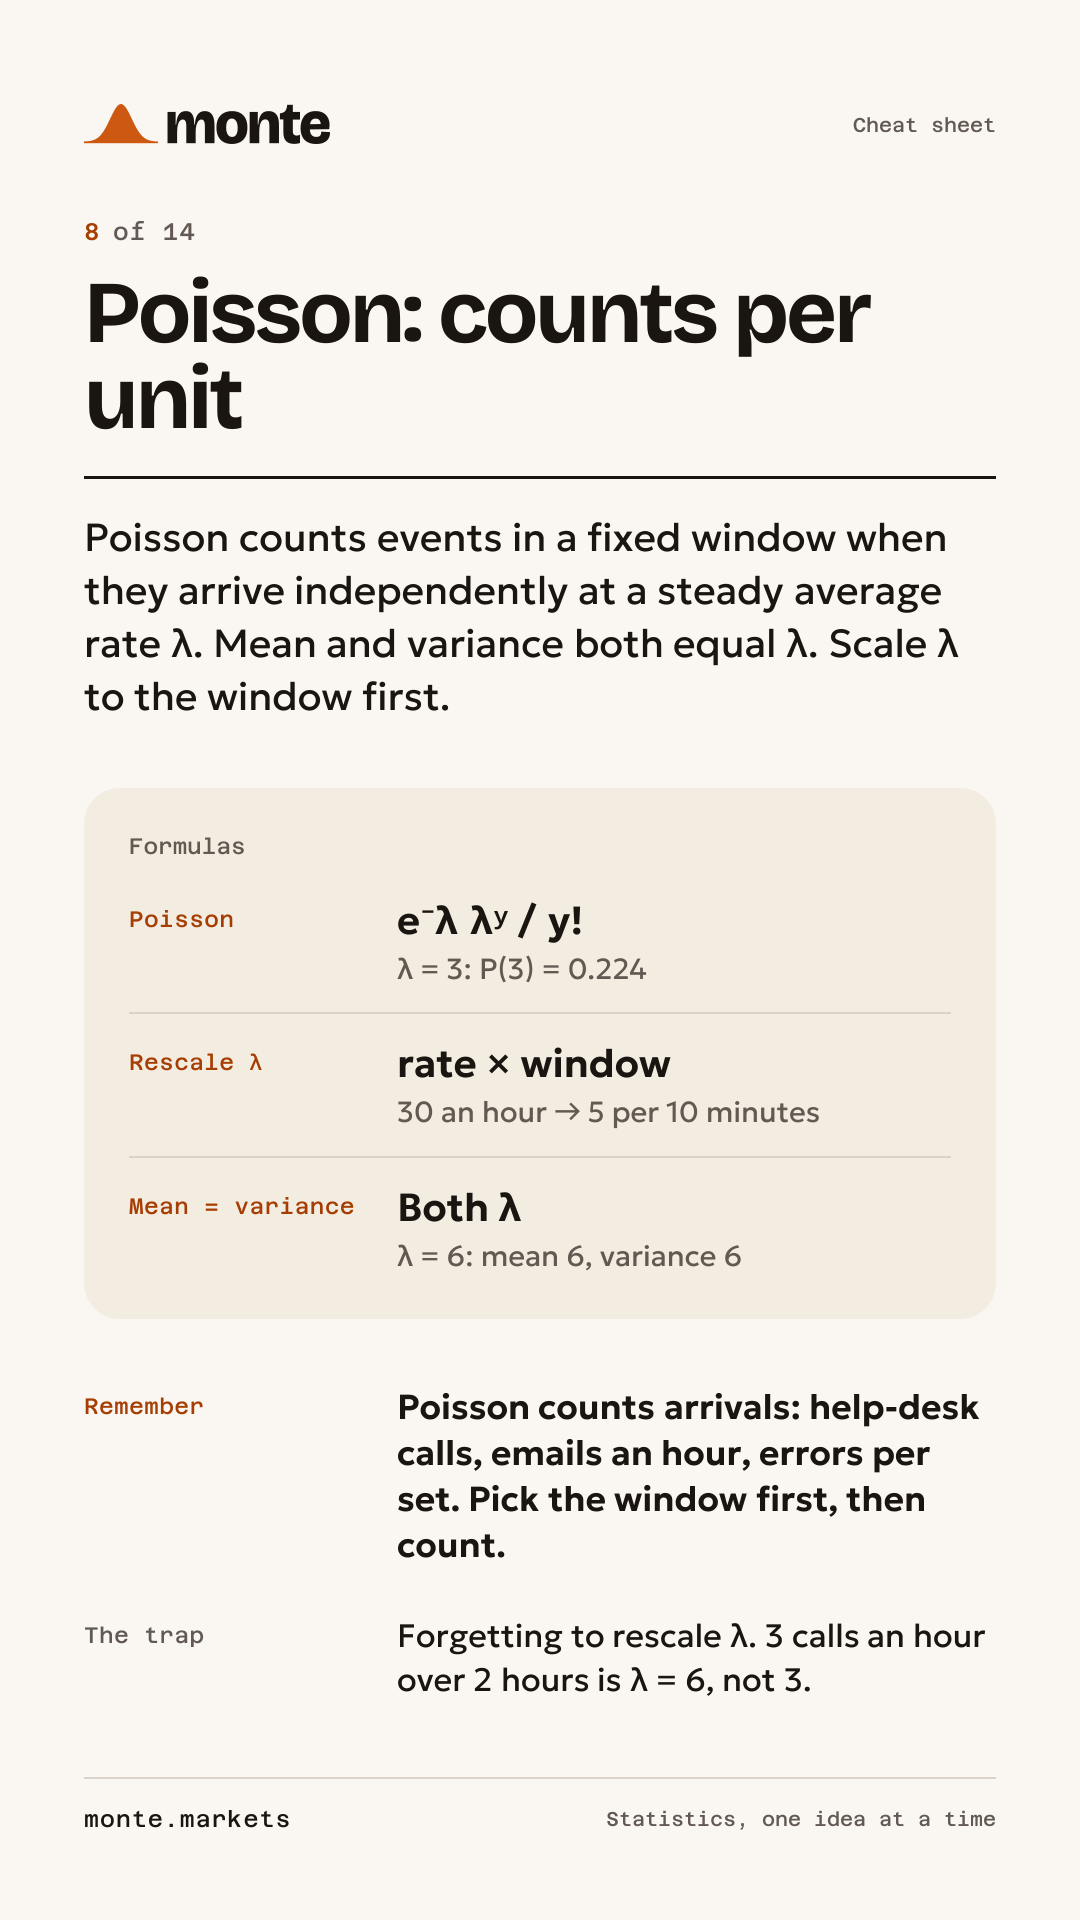 monte
Cheat sheet
8 of 14
Poisson: counts per
unit
Poisson counts events in a fixed window when
they arrive independently at a steady average
rate λ. Mean and variance both equal λ. Scale λ
to the window first.
Formulas
Poisson
e⁻λ λʸ / y!
λ = 3: P(3) = 0.224
Rescale λ
rate × window
30 an hour → 5 per 10 minutes
Mean = variance
Both λ
λ = 6: mean 6, variance 6
Remember
Poisson counts arrivals: help-desk
calls, emails an hour, errors per
set. Pick the window first, then
count.
The trap
Forgetting to rescale λ. 3 calls an hour
over 2 hours is λ = 6, not 3.
monte.markets
Statistics, one idea at a time